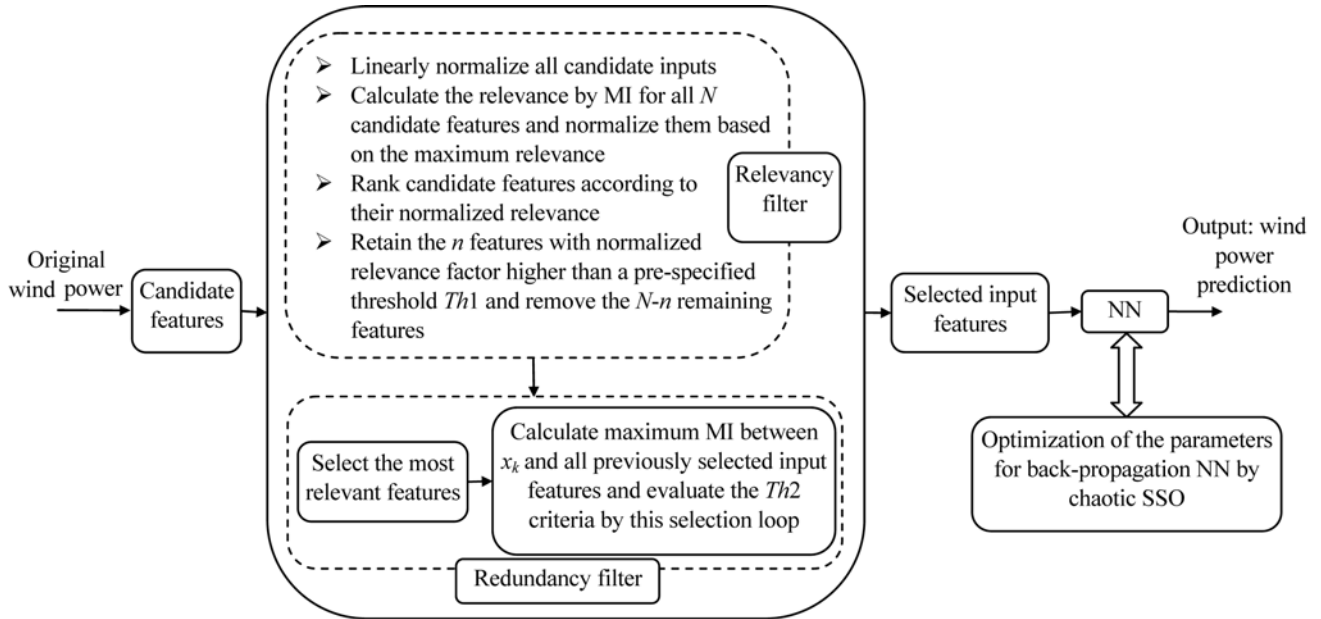 Original
wind power
Candidate
features
➢ Linearly normalize all candidate inputs
➢ Calculate the relevance by MI for all N
candidate features and normalize them based
on the maximum relevance
➢ Rank candidate features according to
their normalized relevance
➢ Retain the n features with normalized
relevance factor higher than a pre-specified
threshold Th1 and remove the N-n remaining
features
Relevancy
filter
Select the most
relevant features
Calculate maximum MI between
xk and all previously selected input
features and evaluate the Th2
criteria by this selection loop
Redundancy filter
Selected input
features
NN
Output: wind
power
prediction
Optimization of the parameters
for back-propagation NN by
chaotic SSO